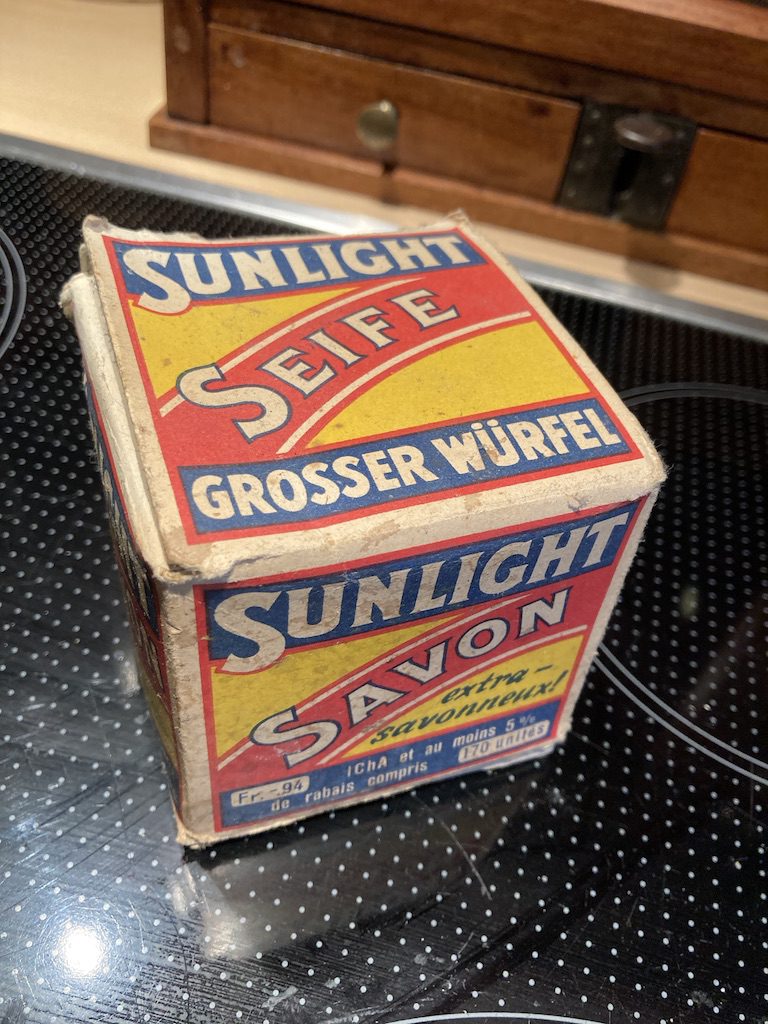 SUNLIGHT
SEIFE
GROSSER WÜRFEL
SUNLIGHT
SAVON
extra-
savonneux!
Fr. -.94 IChA et au moins 5 % 170 unités
de rabais compris